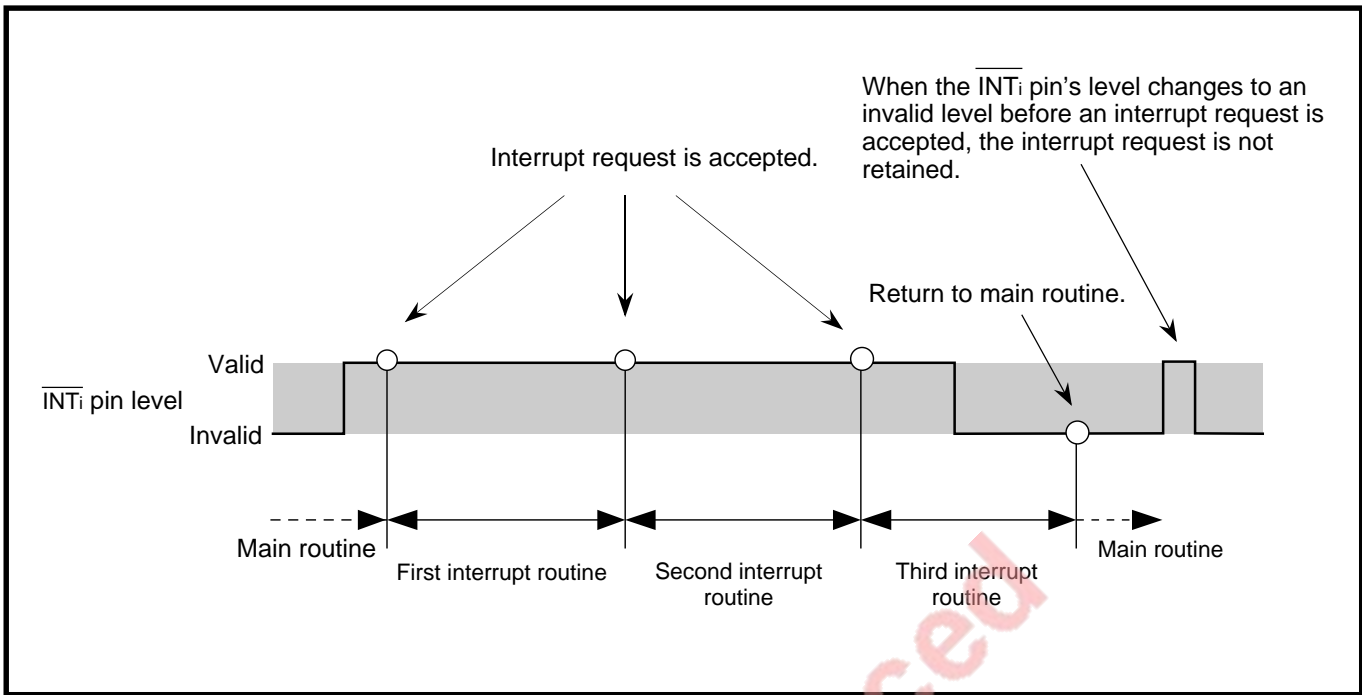 When the INTi pin's level changes to an
invalid level before an interrupt request is
accepted, the interrupt request is not
retained.
Interrupt request is accepted.
Return to main routine.
Valid
INTi pin level
Invalid
Main routine
First interrupt routine
Second interrupt
routine
Third interrupt
routine
Main routine